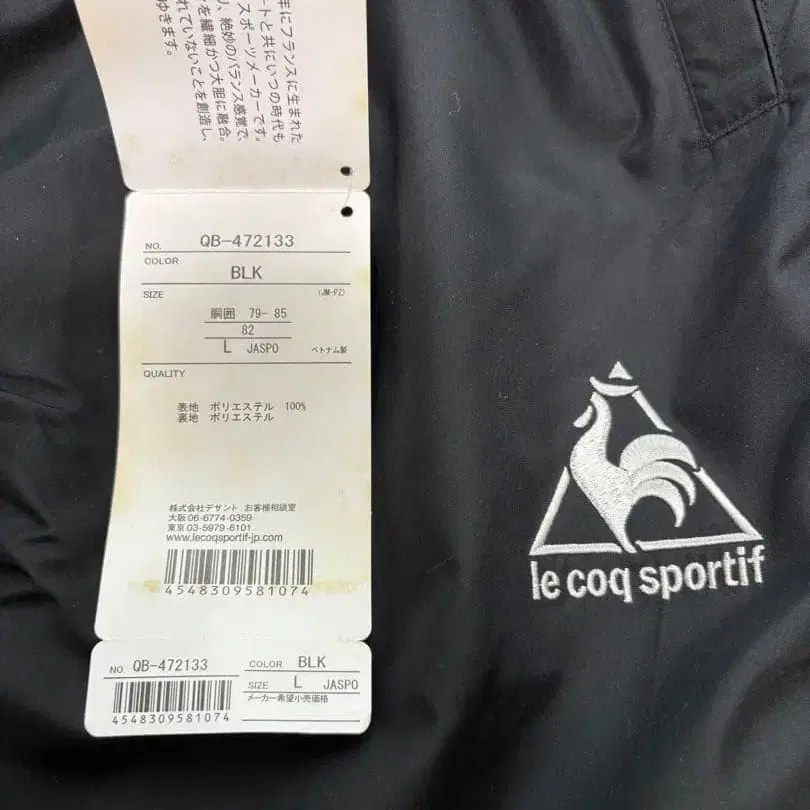 年にフランスに生まれた
ートと共にいつの時代も
スポーツメーカーです。
り、絶妙のバランス感覚で、
を繊細かつ大胆に融合。
れていないことを創造し、
ゆきます。
NO. QB-472133
COLOR
BLK
SIZE (JM-PZ)
胴囲 79- 85
82
L JASPO ベトナム製
QUALITY
表地 ポリエステル 100%
裏地 ポリエステル
株式会社デサント お客様相談室
大阪 06-6774-0359
東京 03-5979-6101
www.lecoqsportif-jp.com
4548309581074
NO. QB-472133 COLOR BLK
SIZE L JASPO
メーカー希望小売価格
4548309581074
le coq sportif